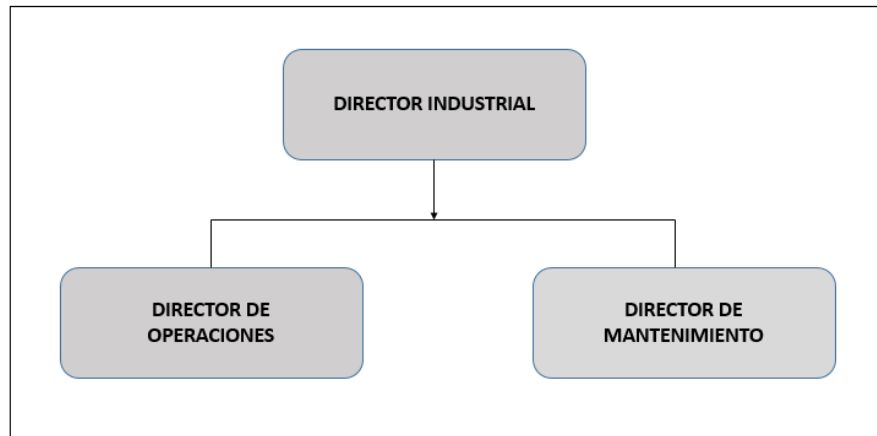 DIRECTOR INDUSTRIAL
DIRECTOR DE
OPERACIONES
DIRECTOR DE
MANTENIMIENTO